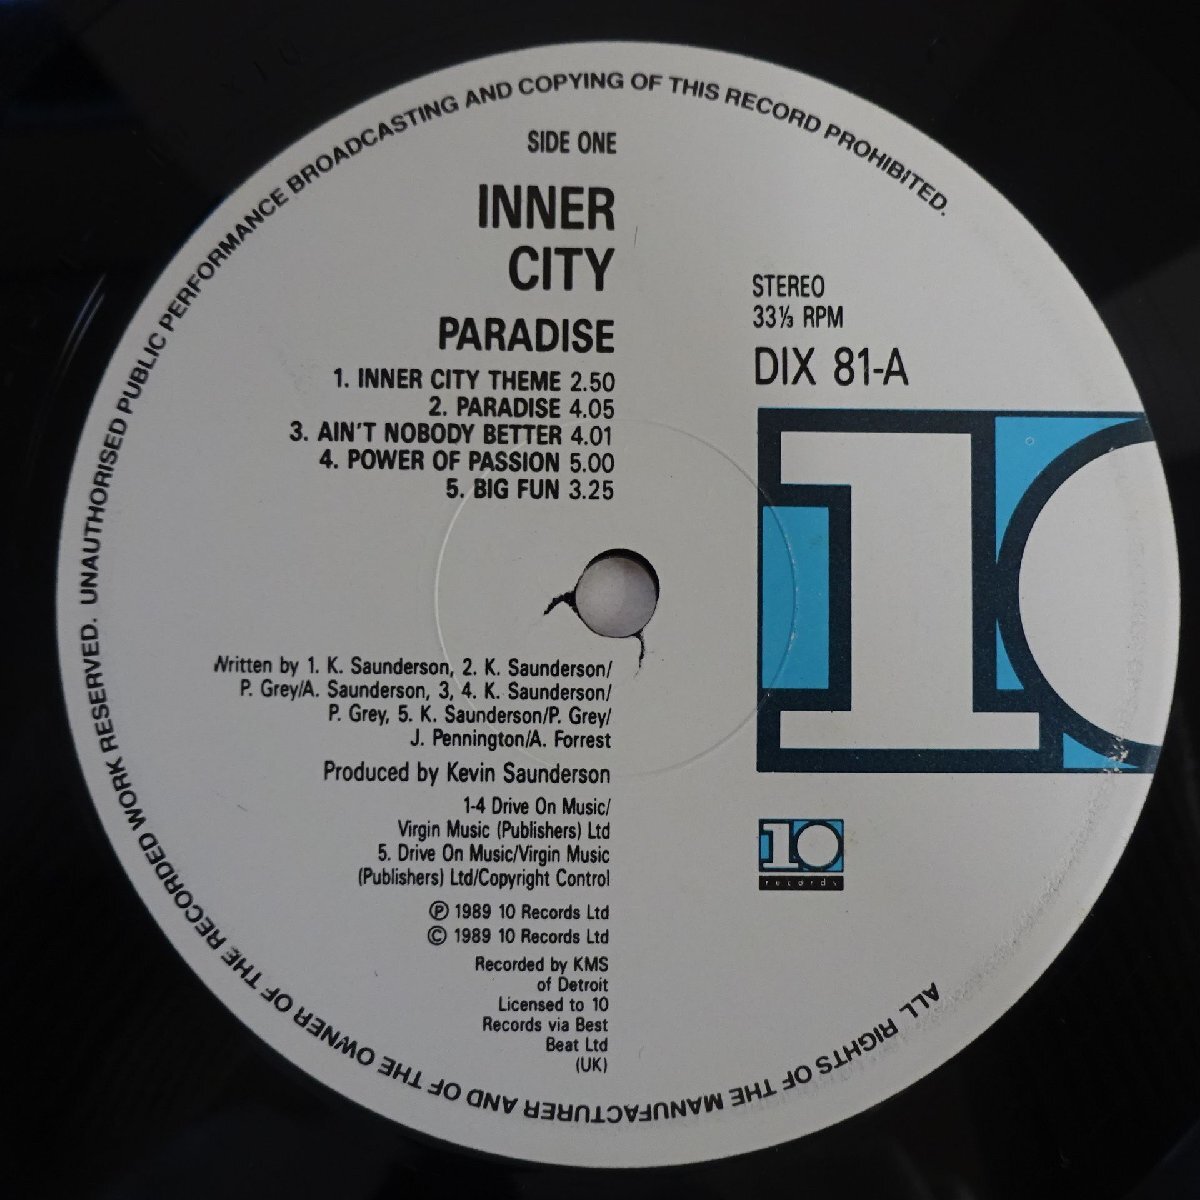 ALL RIGHTS OF THE MANUFACTURER AND OF THE OWNER OF THE RECORDED WORK RESERVED. UNAUTHORISED PUBLIC PERFORMANCE BROADCASTING AND COPYING OF THIS RECORD PROHIBITED.
SIDE ONE
INNER
CITY
PARADISE
1. INNER CITY THEME 2.50
2. PARADISE 4.05
3. AIN'T NOBODY BETTER 4.01
4. POWER OF PASSION 5.00
5. BIG FUN 3.25
STEREO
33⅓ RPM
DIX 81-A
10
Written by 1. K. Saunderson, 2. K. Saunderson/
P. Grey/A. Saunderson, 3, 4. K. Saunderson/
P. Grey, 5. K. Saunderson/P. Grey/
J. Pennington/A. Forrest
Produced by Kevin Saunderson
1-4 Drive On Music/
Virgin Music (Publishers) Ltd
5. Drive On Music/Virgin Music
(Publishers) Ltd/Copyright Control
℗ 1989 10 Records Ltd
© 1989 10 Records Ltd
Recorded by KMS
of Detroit
Licensed to 10
Records via Best
Beat Ltd
(UK)
10
records